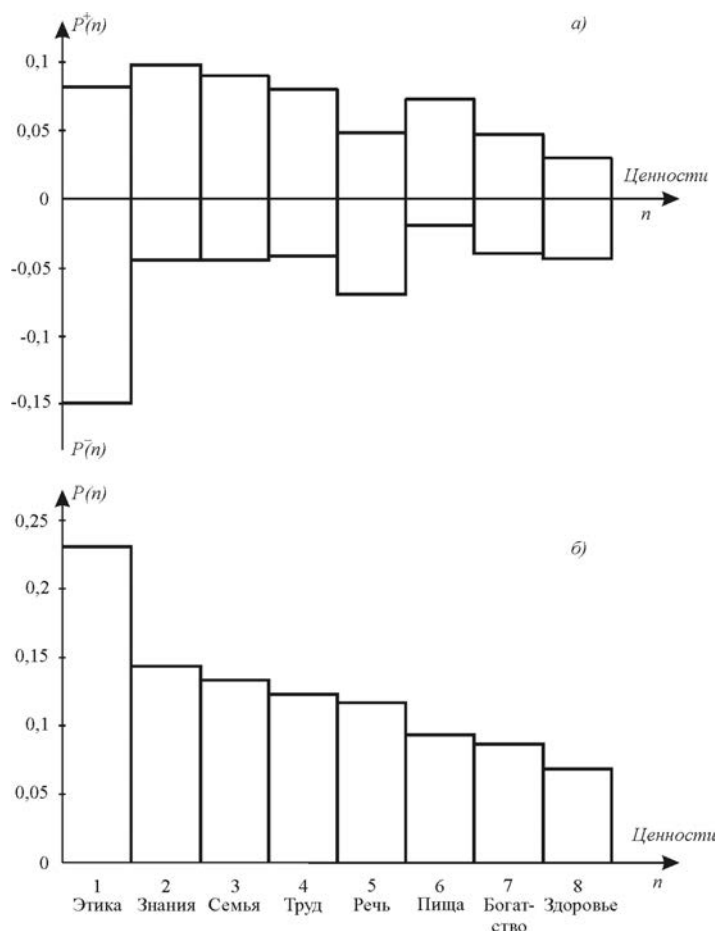 P⁺(n)
а)
0,1
0,05
Ценности
0
n
-0,05
-0,1
-0,15
P⁻(n)
P(n)
0,25
б)
0,2
0,15
0,1
0,05
Ценности
0
1 2 3 4 5 6 7 8 n
Этика Знания Семья Труд Речь Пища Богат- Здоровье
ство